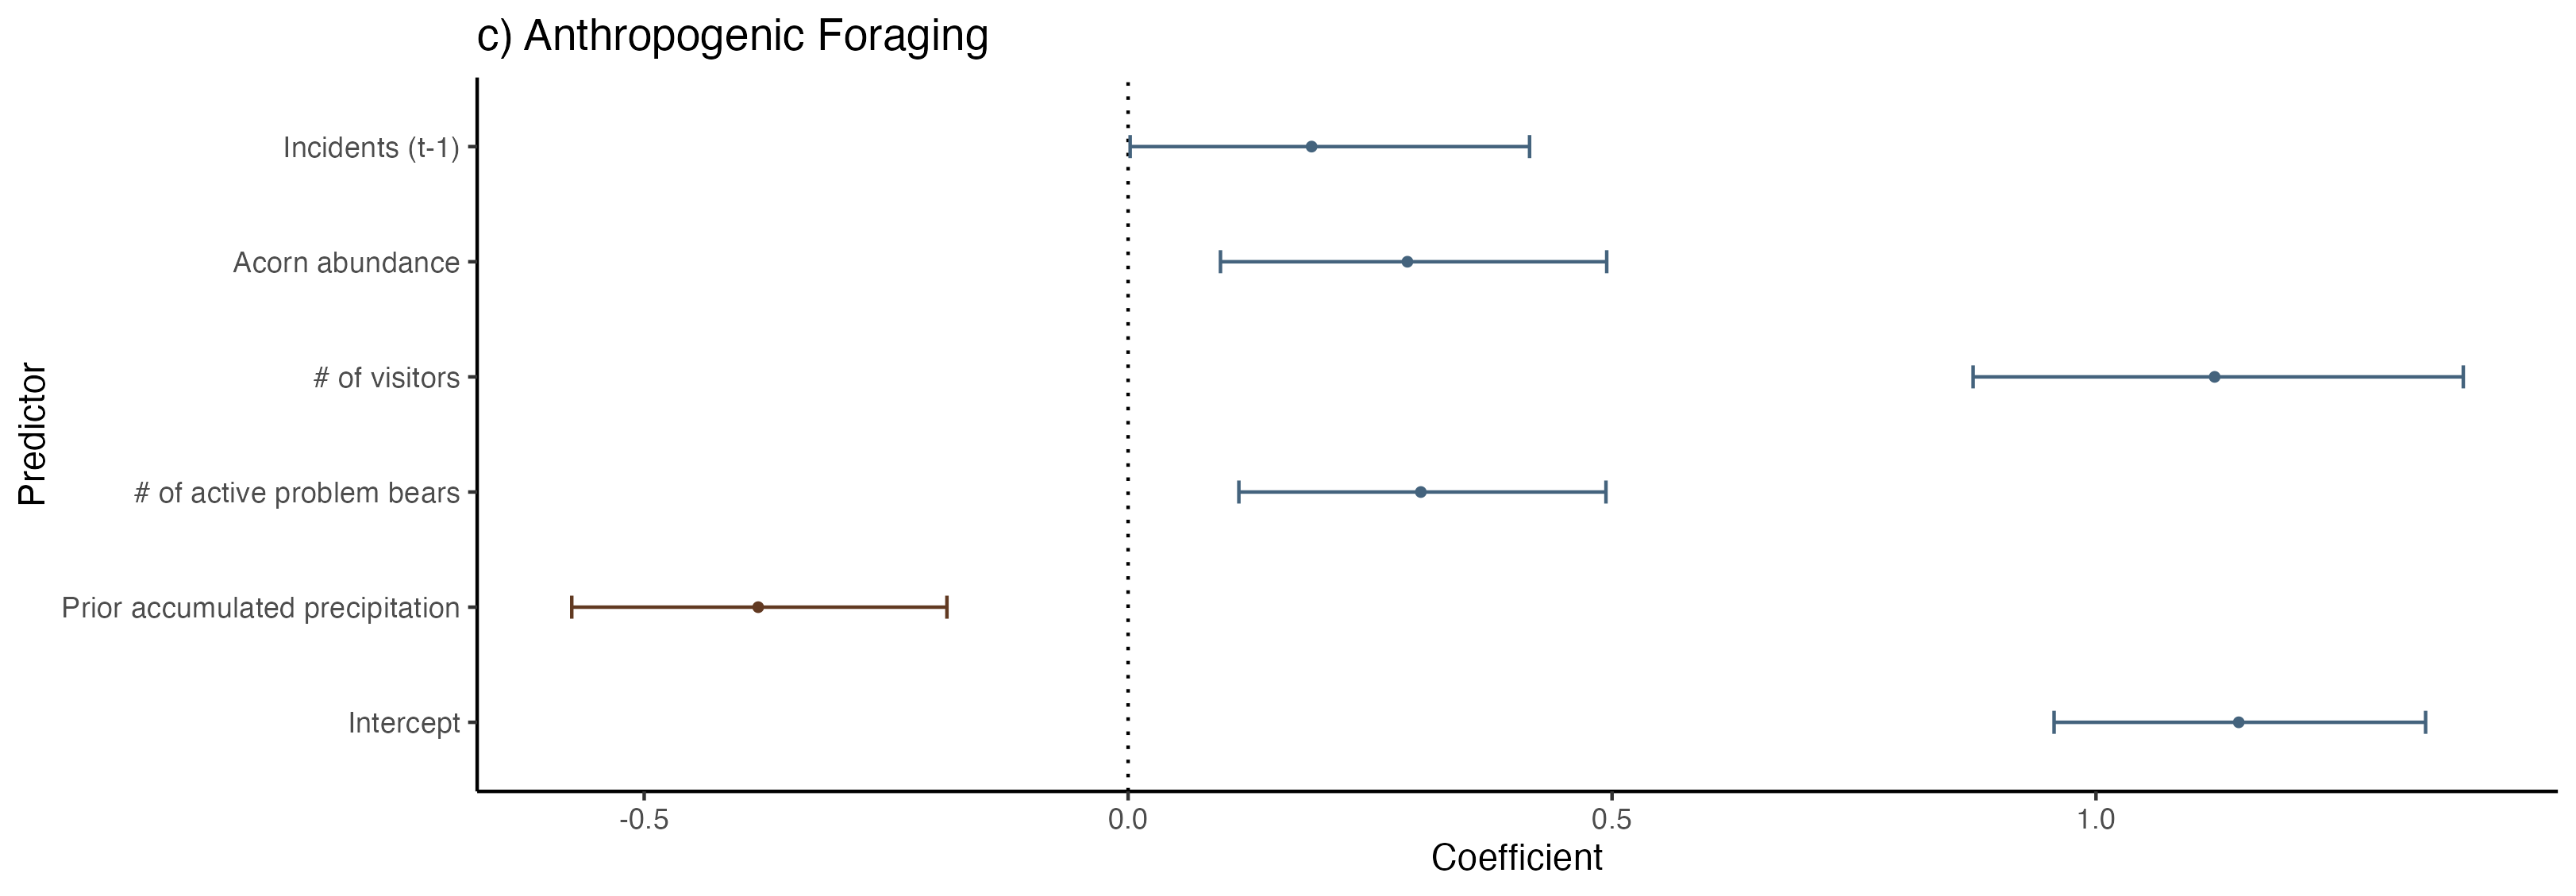 c) Anthropogenic Foraging
Incidents (t-1)
Acorn abundance
# of visitors
# of active problem bears
Prior accumulated precipitation
Intercept
Predictor
-0.5 0.0 0.5 1.0
Coefficient